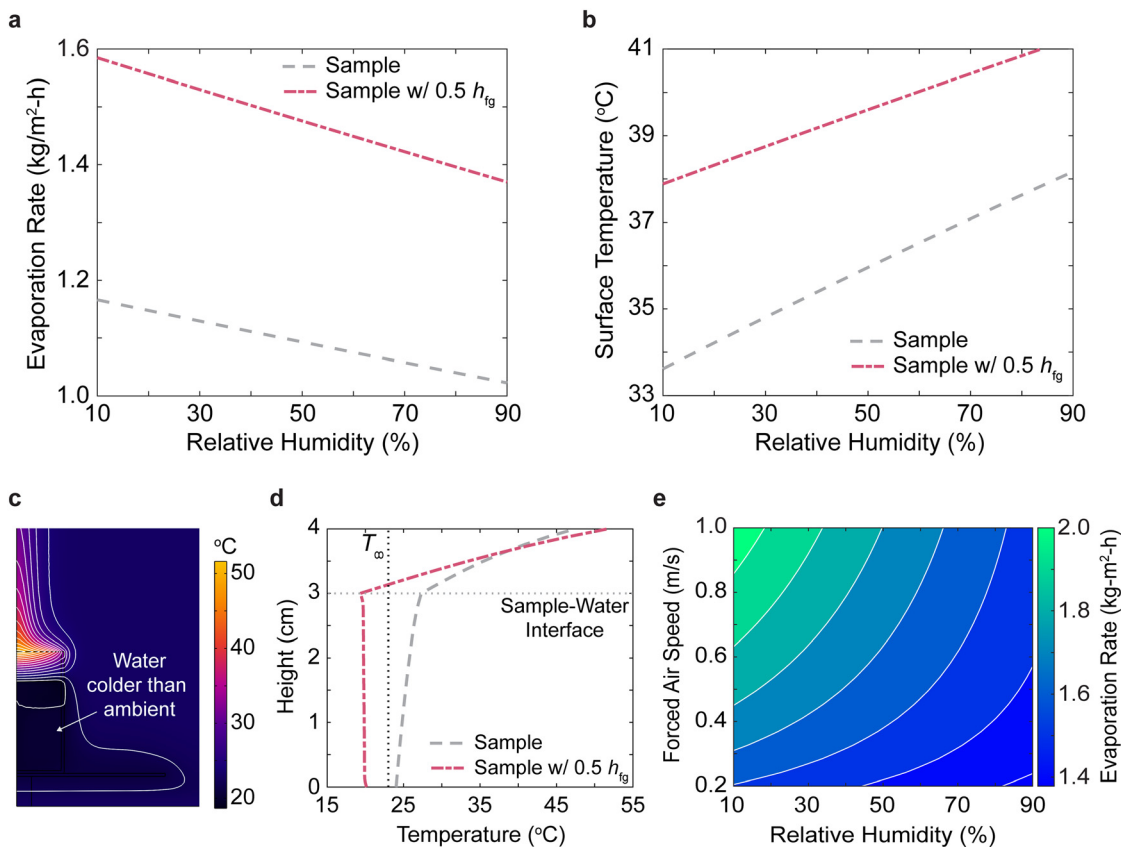 a
1.6
1.4
1.2
1.0
Evaporation Rate (kg/m²-h)
Sample
Sample w/ 0.5 hfg
10 30 50 70 90
Relative Humidity (%)
b
41
39
37
35
33
Surface Temperature (°C)
Sample
Sample w/ 0.5 hfg
10 30 50 70 90
Relative Humidity (%)
c
°C
50
40
30
20
Water
colder than
ambient
d
4
3
2
1
0
Height (cm)
T∞
Sample-Water
Interface
Sample
Sample w/ 0.5 hfg
15 25 35 45 55
Temperature (°C)
e
1.0
0.8
0.6
0.4
0.2
Forced Air Speed (m/s)
10 30 50 70 90
Relative Humidity (%)
2.0
1.8
1.6
1.4
Evaporation Rate (kg-m²-h)